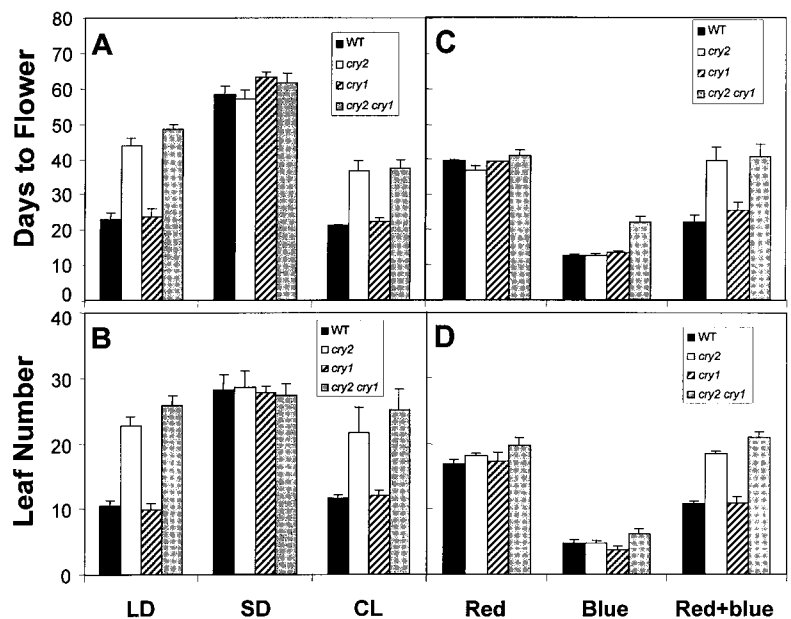 Days to Flower
80
70
60
50
40
30
20
10
0
A
WT
cry2
cry1
cry2 cry1
C
WT
cry2
cry1
cry2 cry1
Leaf Number
40
30
20
10
0
B
WT
cry2
cry1
cry2 cry1
D
WT
cry2
cry1
cry2 cry1
LD SD CL Red Blue Red+blue